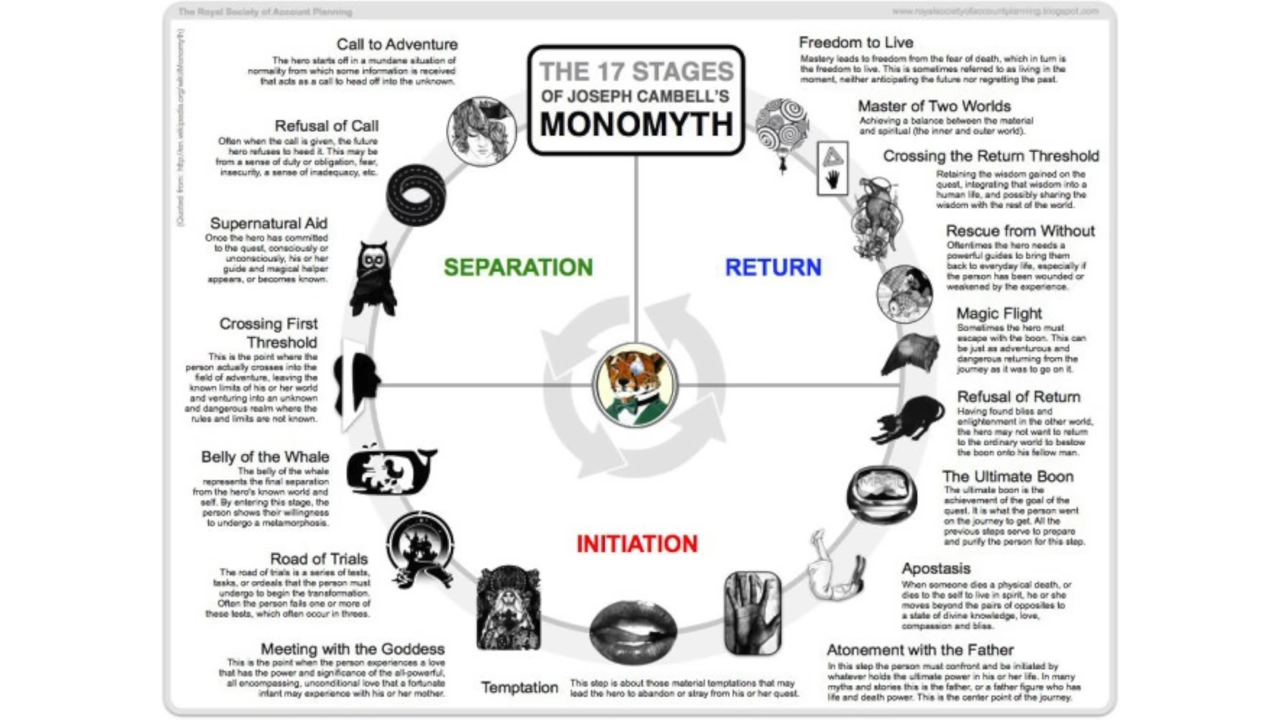 The Royal Society of Account Planning
www.royalsocietyofaccountplanning.blogspot.com
(Quoted from: http://en.wikipedia.org/wiki/Monomyth)
THE 17 STAGES
OF JOSEPH CAMBELL'S
MONOMYTH
Call to Adventure
The hero starts off in a mundane situation of
normality from which some information is received
that acts as a call to head off into the unknown.
Refusal of Call
Often when the call is given, the future
hero refuses to heed it. This may be
from a sense of duty or obligation, fear,
insecurity, a sense of inadequacy, etc.
Supernatural Aid
Once the hero has committed
to the quest, consciously or
unconsciously, his or her
guide and magical helper
appears, or becomes known.
Crossing First
Threshold
This is the point where the
person actually crosses into the
field of adventure, leaving the
known limits of his or her world
and venturing into an unknown
and dangerous realm where the
rules and limits are not known.
Belly of the Whale
The belly of the whale
represents the final separation
from the hero's known world and
self. By entering this stage, the
person shows their willingness
to undergo a metamorphosis.
Road of Trials
The road of trials is a series of tests,
tasks, or ordeals that the person must
undergo to begin the transformation.
Often the person fails one or more of
these tests, which often occur in threes.
Meeting with the Goddess
This is the point when the person experiences a love
that has the power and significance of the all-powerful,
all encompassing, unconditional love that a fortunate
infant may experience with his or her mother.
Temptation
This step is about those material temptations that may
lead the hero to abandon or stray from his or her quest.
SEPARATION
RETURN
INITIATION
Freedom to Live
Mastery leads to freedom from the fear of death, which in turn is
the freedom to live. This is sometimes referred to as living in the
moment, neither anticipating the future nor regretting the past.
Master of Two Worlds
Achieving a balance between the material
and spiritual (the inner and outer world).
Crossing the Return Threshold
Retaining the wisdom gained on the
quest, integrating that wisdom into a
human life, and possibly sharing the
wisdom with the rest of the world.
Rescue from Without
Oftentimes the hero needs a
powerful guides to bring them
back to everyday life, especially if
the person has been wounded or
weakened by the experience.
Magic Flight
Sometimes the hero must
escape with the boon. This can
be just as adventurous and
dangerous returning from the
journey as it was to go on it.
Refusal of Return
Having found bliss and
enlightenment in the other world,
the hero may not want to return
to the ordinary world to bestow
the boon onto his fellow man.
The Ultimate Boon
The ultimate boon is the
achievement of the goal of the
quest. It is what the person went
on the journey to get. All the
previous steps serve to prepare
and purify the person for this step.
Apostasis
When someone dies a physical death, or
dies to the self to live in spirit, he or she
moves beyond the pairs of opposites to
a state of divine knowledge, love,
compassion and bliss.
Atonement with the Father
In this step the person must confront and be initiated by
whatever holds the ultimate power in his or her life. In many
myths and stories this is the father, or a father figure who has
life and death power. This is the center point of the journey.